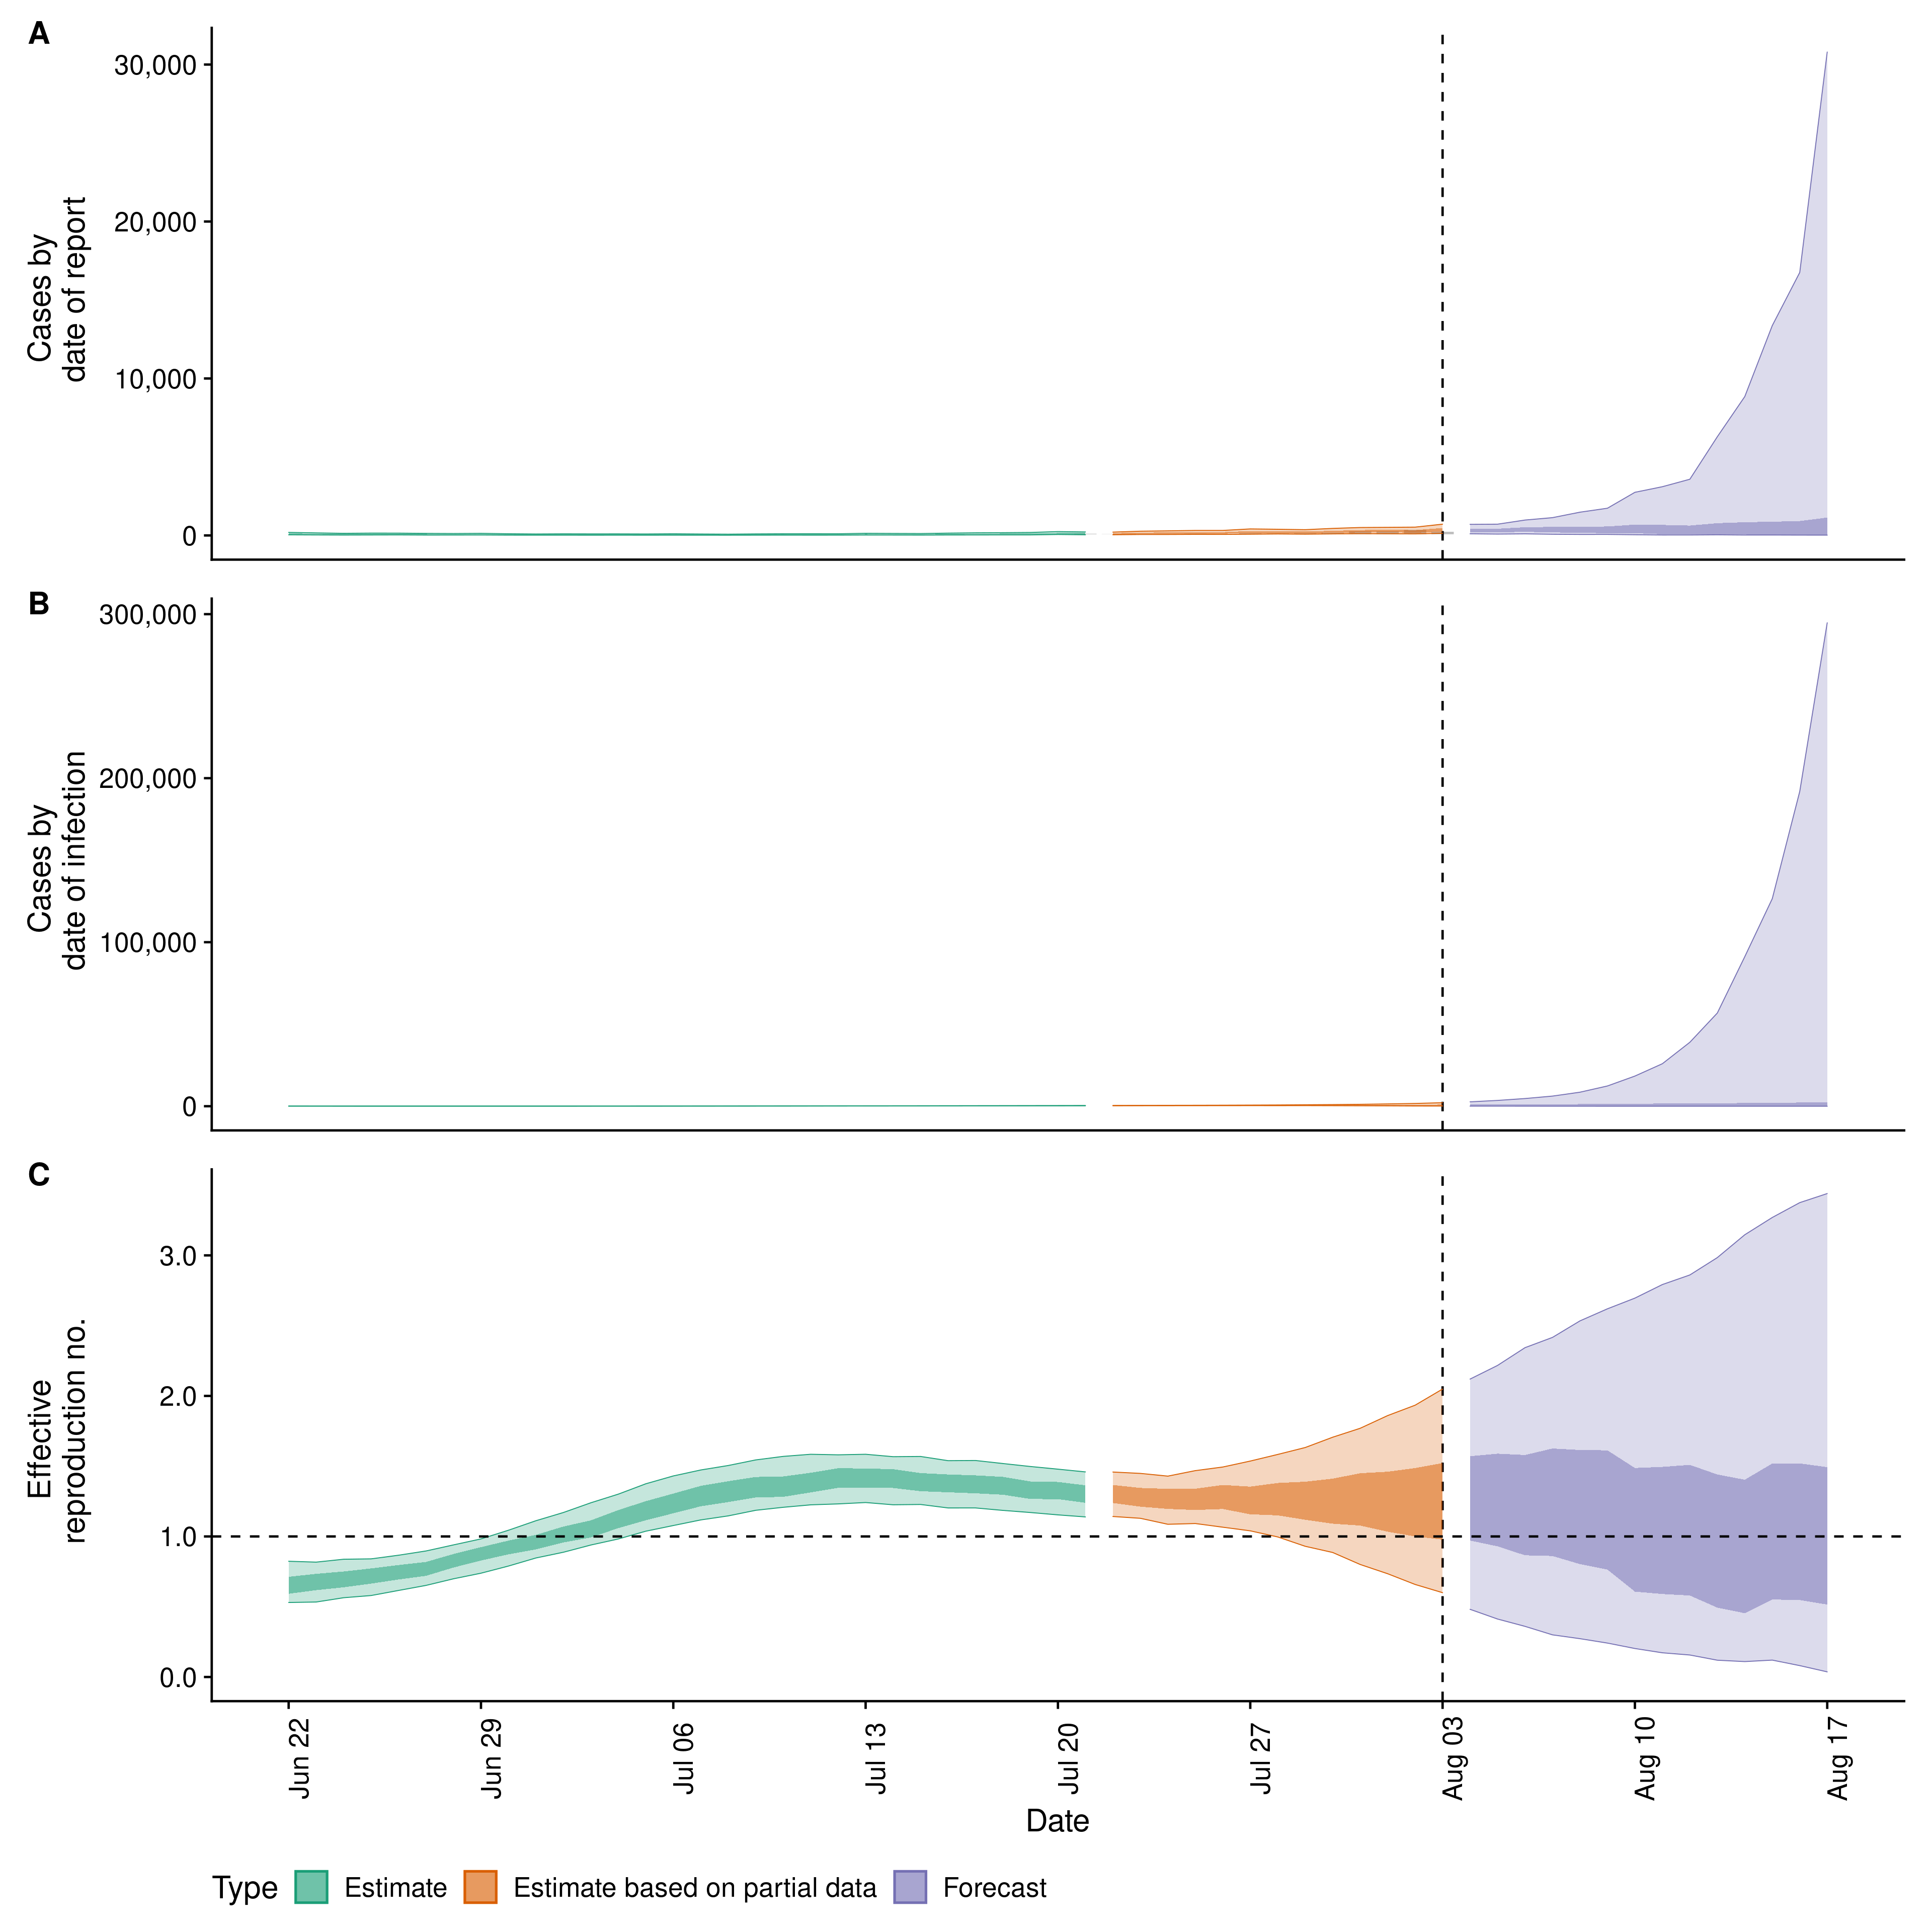 A
30,000
20,000
10,000
0
Cases by
date of report
B
300,000
200,000
100,000
0
Cases by
date of infection
C
3.0
2.0
1.0
0.0
Effective
reproduction no.
Jun 22
Jun 29
Jul 06
Jul 13
Jul 20
Jul 27
Aug 03
Aug 10
Aug 17
Date
Type
Estimate
Estimate based on partial data
Forecast